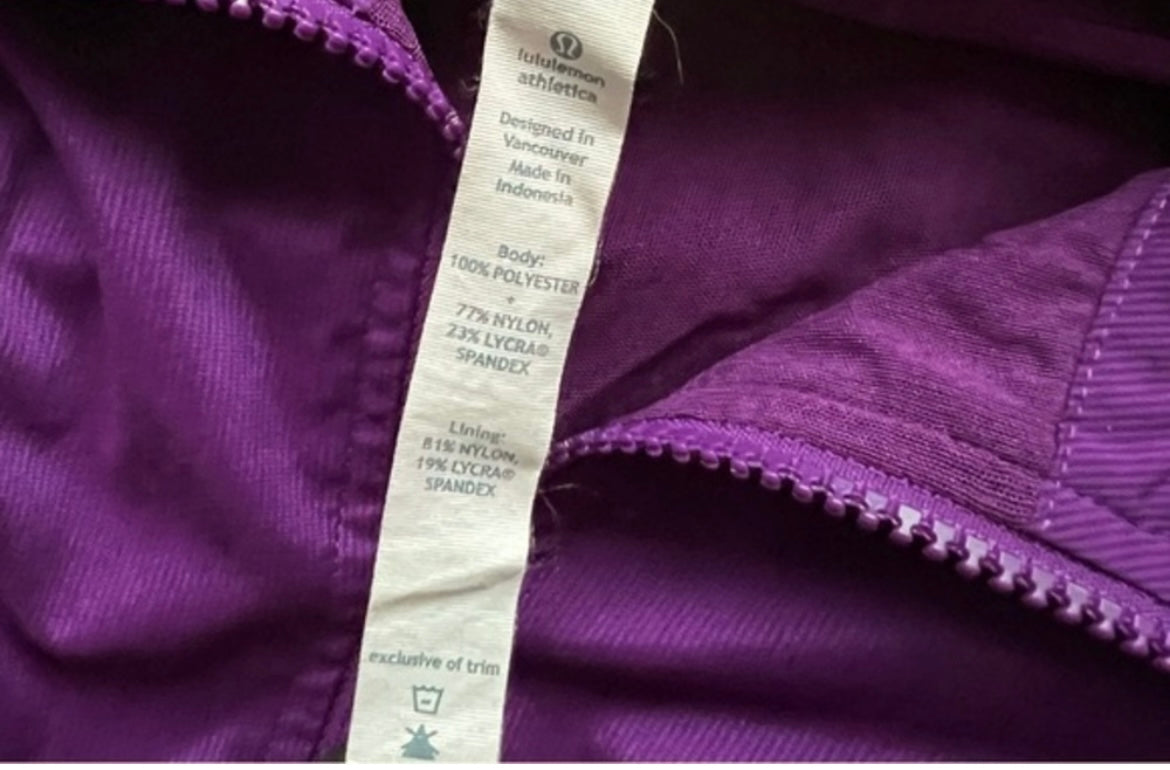 lululemon
athletica
Designed in
Vancouver
Made in
Indonesia
Body:
100% POLYESTER
+
77% NYLON,
23% LYCRA®
SPANDEX
Lining:
81% NYLON,
19% LYCRA®
SPANDEX
exclusive of trim